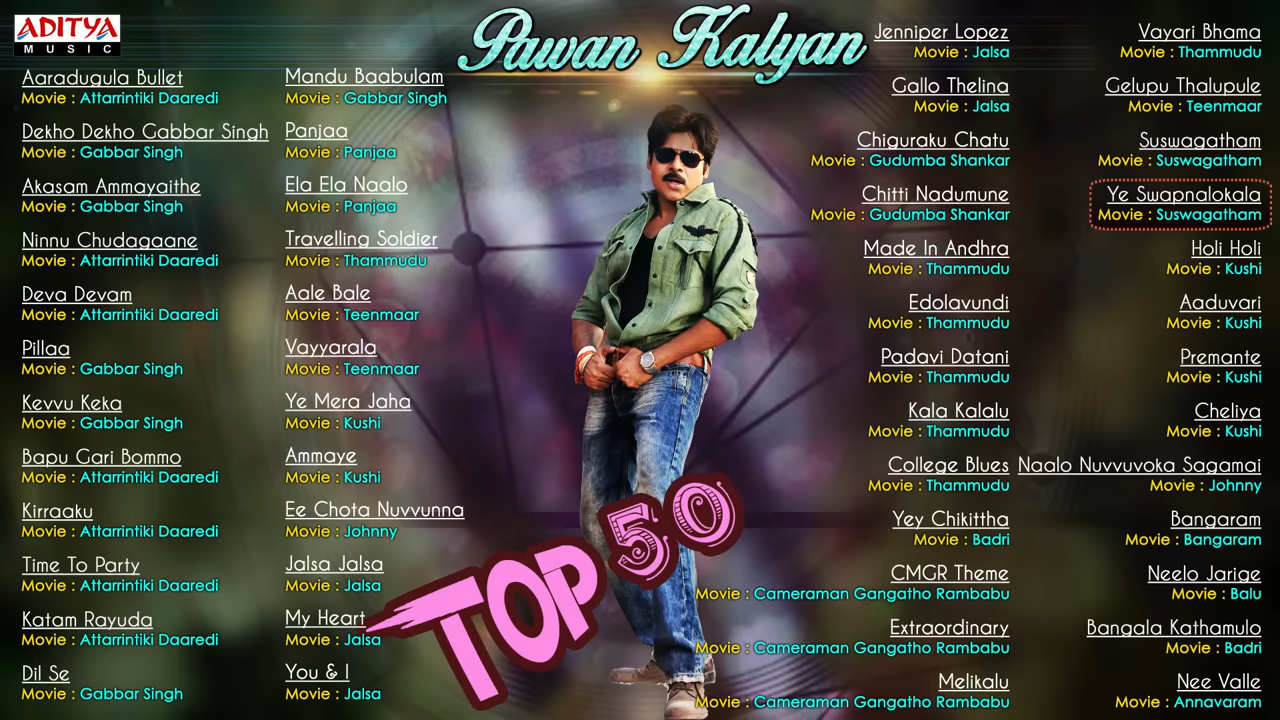 ADITYA
MUSIC
Pawan Kalyan
Aaradugula Bullet
Movie : Attarrintiki Daaredi
Dekho Dekho Gabbar Singh
Movie : Gabbar Singh
Akasam Ammayaithe
Movie : Gabbar Singh
Ninnu Chudagaane
Movie : Attarrintiki Daaredi
Deva Devam
Movie : Attarrintiki Daaredi
Pillaa
Movie : Gabbar Singh
Kevvu Keka
Movie : Gabbar Singh
Bapu Gari Bommo
Movie : Attarrintiki Daaredi
Kirraaku
Movie : Attarrintiki Daaredi
Time To Party
Movie : Attarrintiki Daaredi
Katam Rayuda
Movie : Attarrintiki Daaredi
Dil Se
Movie : Gabbar Singh
Mandu Baabulam
Movie : Gabbar Singh
Panjaa
Movie : Panjaa
Ela Ela Naalo
Movie : Panjaa
Travelling Soldier
Movie : Thammudu
Aale Bale
Movie : Teenmaar
Vayyarala
Movie : Teenmaar
Ye Mera Jaha
Movie : Kushi
Ammaye
Movie : Kushi
Ee Chota Nuvvunna
Movie : Johnny
Jalsa Jalsa
Movie : Jalsa
My Heart
Movie : Jalsa
You & I
Movie : Jalsa
TOP 50
Jenniper Lopez
Movie : Jalsa
Gallo Thelina
Movie : Jalsa
Chiguraku Chatu
Movie : Gudumba Shankar
Chitti Nadumune
Movie : Gudumba Shankar
Made In Andhra
Movie : Thammudu
Edolavundi
Movie : Thammudu
Padavi Datani
Movie : Thammudu
Kala Kalalu
Movie : Thammudu
College Blues
Movie : Thammudu
Yey Chikittha
Movie : Badri
CMGR Theme
Movie : Cameraman Gangatho Rambabu
Extraordinary
Movie : Cameraman Gangatho Rambabu
Melikalu
Movie : Cameraman Gangatho Rambabu
Vayari Bhama
Movie : Thammudu
Gelupu Thalupule
Movie : Teenmaar
Suswagatham
Movie : Suswagatham
Ye Swapnalokala
Movie : Suswagatham
Holi Holi
Movie : Kushi
Aaduvari
Movie : Kushi
Premante
Movie : Kushi
Cheliya
Movie : Kushi
Naalo Nuvvuvoka Sagamai
Movie : Johnny
Bangaram
Movie : Bangaram
Neelo Jarige
Movie : Balu
Bangala Kathamulo
Movie : Badri
Nee Valle
Movie : Annavaram